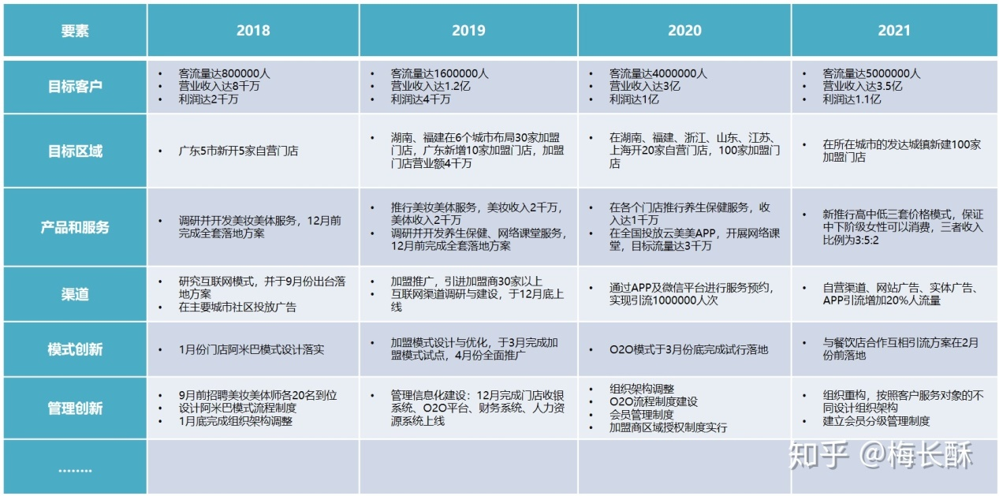 要素
2018
2019
2020
2021
目标客户
• 客流量达800000人
• 营业收入达8千万
• 利润达2千万
• 客流量达1600000人
• 营业收入达1.2亿
• 利润达4千万
• 客流量达4000000人
• 营业收入达3亿
• 利润达1亿
• 客流量达5000000人
• 营业收入达3.5亿
• 利润达1.1亿
目标区域
• 广东5市新开5家自营门店
• 湖南、福建在6个城市布局30家加盟
门店，广东新增10家加盟门店，加盟
门店营业额4千万
• 在湖南、福建、浙江、山东、江苏、
上海开20家自营门店，100家加盟门
店
• 在所在城市的发达城镇新建100家
加盟门店
产品和服务
• 调研并开发美妆美体服务，12月前
完成全套落地方案
• 推行美妆美体服务，美妆收入2千万，
美体收入2千万
• 调研并开发养生保健、网络课堂服务，
12月前完成全套落地方案
• 在各个门店推行养生保健服务，收
入达1千万
• 在全国投放云美美APP，开展网络课
堂，目标流量达3千万
• 新推行高中低三套价格模式，保证
中下阶级女性可以消费，三者收入
比例为3:5:2
渠道
• 研究互联网模式，并于9月份出台落
地方案
• 在主要城市社区投放广告
• 加盟推广，引进加盟商30家以上
• 互联网渠道调研与建设，于12月底上
线
• 通过APP及微信平台进行服务预约，
实现引流1000000人次
• 自营渠道、网站广告、实体广告、
APP引流增加20%人流量
模式创新
• 1月份门店阿米巴模式设计落实
• 加盟模式设计与优化，于3月完成加
盟模式试点，4月份全面推广
• O2O模式于3月份底完成试行落地
• 与餐饮店合作互相引流方案在2月
份前落地
管理创新
• 9月前招聘美妆美体师各20名到位
• 设计阿米巴模式流程制度
• 1月底完成组织架构调整
• 管理信息化建设：12月完成门店收银
系统、O2O平台、财务系统、人力资
源系统上线
• 组织架构调整
• O2O流程制度建设
• 会员管理制度
• 加盟商区域授权制度实行
• 组织重构，按照客户服务对象的不
同设计组织架构
• 建立会员分级管理制度
........
知乎 @梅长酥